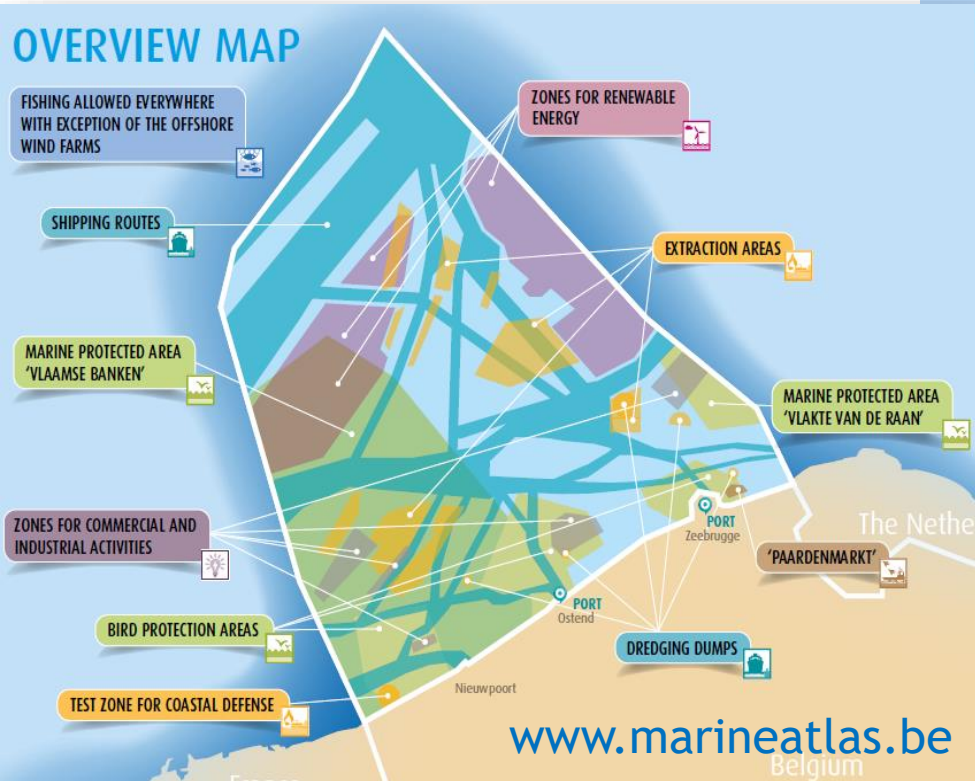 OVERVIEW MAP
FISHING ALLOWED EVERYWHERE
WITH EXCEPTION OF THE OFFSHORE
WIND FARMS
ZONES FOR RENEWABLE
ENERGY
SHIPPING ROUTES
EXTRACTION AREAS
MARINE PROTECTED AREA
'VLAAMSE BANKEN'
MARINE PROTECTED AREA
'VLAKTE VAN DE RAAN'
ZONES FOR COMMERCIAL AND
INDUSTRIAL ACTIVITIES
PORT
Zeebrugge
The Nethe
'PAARDENMARKT'
BIRD PROTECTION AREAS
PORT
Ostend
DREDGING DUMPS
Nieuwpoort
TEST ZONE FOR COASTAL DEFENSE
www.marineatlas.be
Belgium